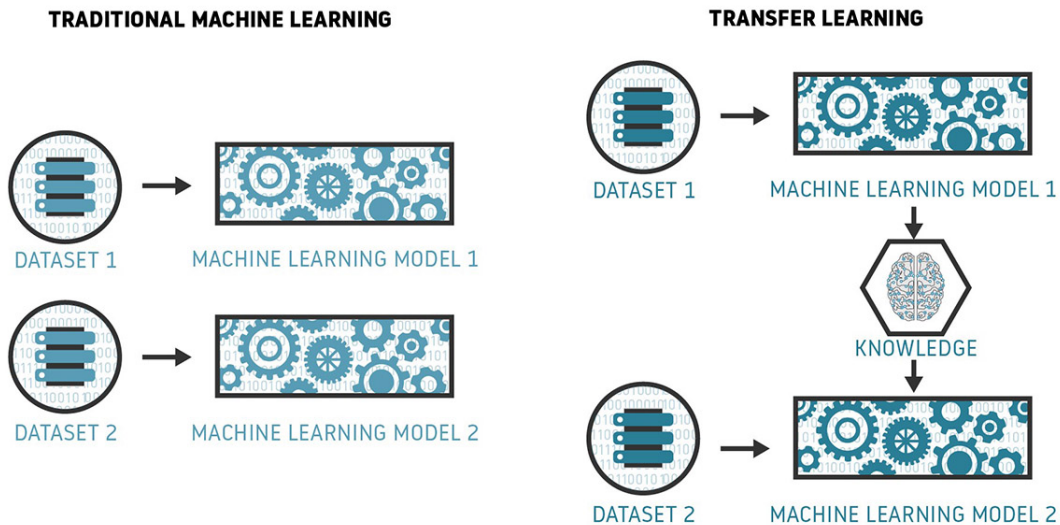 TRADITIONAL MACHINE LEARNING
DATASET 1
MACHINE LEARNING MODEL 1
DATASET 2
MACHINE LEARNING MODEL 2
TRANSFER LEARNING
DATASET 1
MACHINE LEARNING MODEL 1
KNOWLEDGE
DATASET 2
MACHINE LEARNING MODEL 2